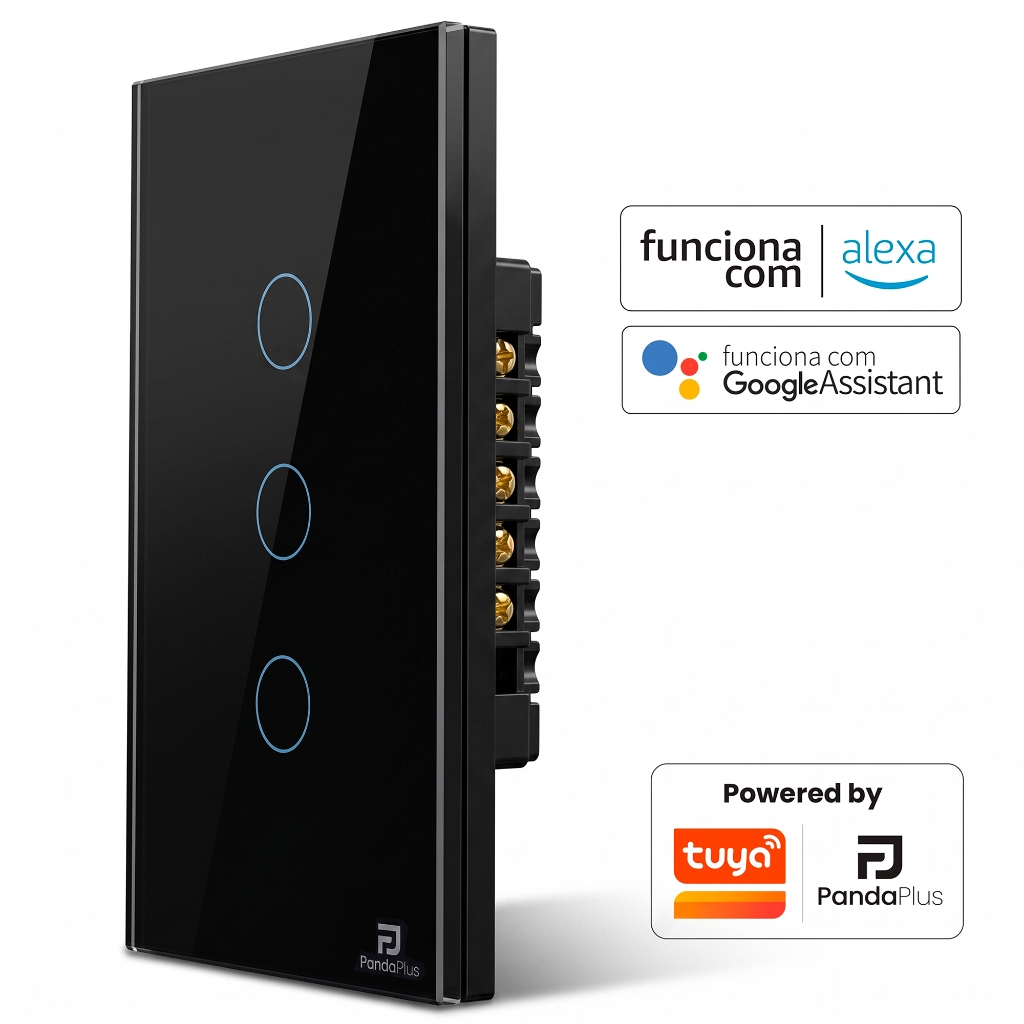 funciona
com
alexa
funciona com
GoogleAssistant
Powered by
tuya
PandaPlus
PandaPlus